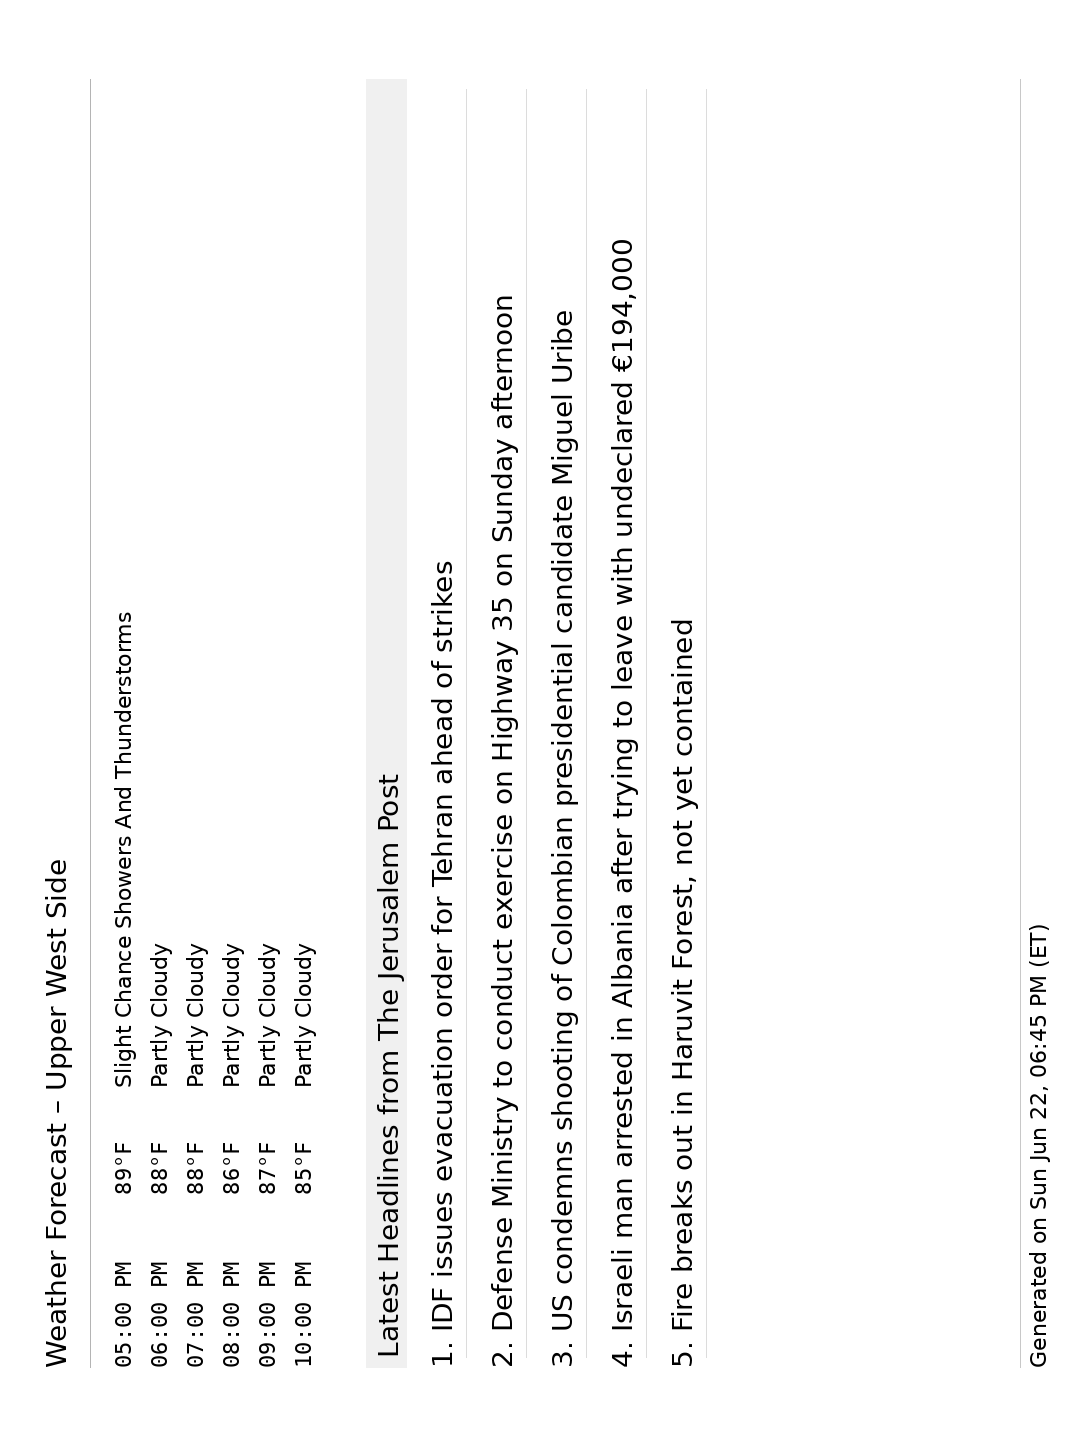 Weather Forecast – Upper West Side
05:00 PM 89°F Slight Chance Showers And Thunderstorms
06:00 PM 88°F Partly Cloudy
07:00 PM 88°F Partly Cloudy
08:00 PM 86°F Partly Cloudy
09:00 PM 87°F Partly Cloudy
10:00 PM 85°F Partly Cloudy
Latest Headlines from The Jerusalem Post
1. IDF issues evacuation order for Tehran ahead of strikes
2. Defense Ministry to conduct exercise on Highway 35 on Sunday afternoon
3. US condemns shooting of Colombian presidential candidate Miguel Uribe
4. Israeli man arrested in Albania after trying to leave with undeclared €194,000
5. Fire breaks out in Haruvit Forest, not yet contained
Generated on Sun Jun 22, 06:45 PM (ET)